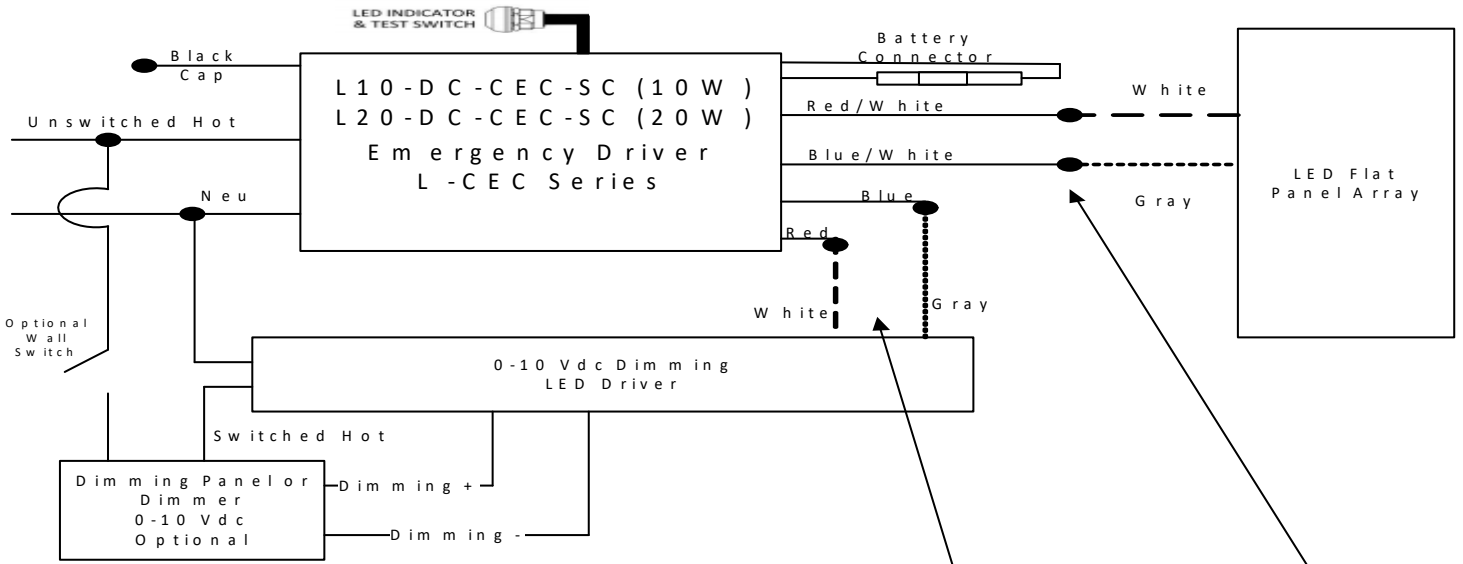 LED INDICATOR
& TEST SWITCH
Black
Cap
Battery
Connector
L10-DC-CEC-SC (10W )
L20-DC-CEC-SC (20W )
Emergency Driver
L -CEC Series
White
Red/White
Unswitched Hot
Blue/White
LED Flat
Panel Array
Neu
Blue
Gray
Red
White
Gray
Optional
Wall
Switch
0-10 Vdc Dimming
LED Driver
Switched Hot
Dimming Panel or
Dimmer
0-10 Vdc
Optional
Dimming +
Dimming -